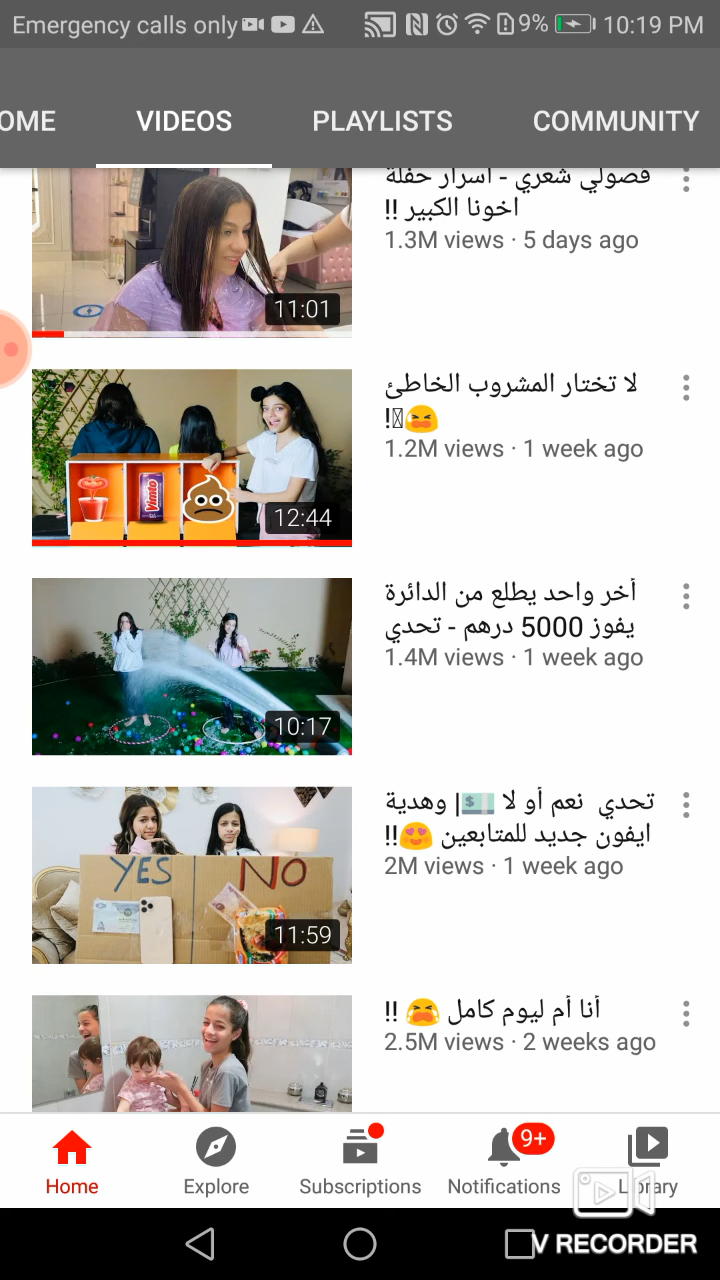 Emergency calls only 9% 10:19 PM
OME VIDEOS PLAYLISTS COMMUNITY
قصولي شعري - اسرار حفلة
اخونا الكبير !!
1.3M views · 5 days ago
11:01
لا تختار المشروب الخاطئ
😫!
1.2M views · 1 week ago
Vimto
12:44
أخر واحد يطلع من الدائرة
يفوز 5000 درهم - تحدي
1.4M views · 1 week ago
10:17
تحدي نعم أو لا 💵| وهدية
ايفون جديد للمتابعين 😍!!
2M views · 1 week ago
YES NO
11:59
أنا أم ليوم كامل 😭 !!
2.5M views · 2 weeks ago
9+
Home Explore Subscriptions Notifications Library
V RECORDER